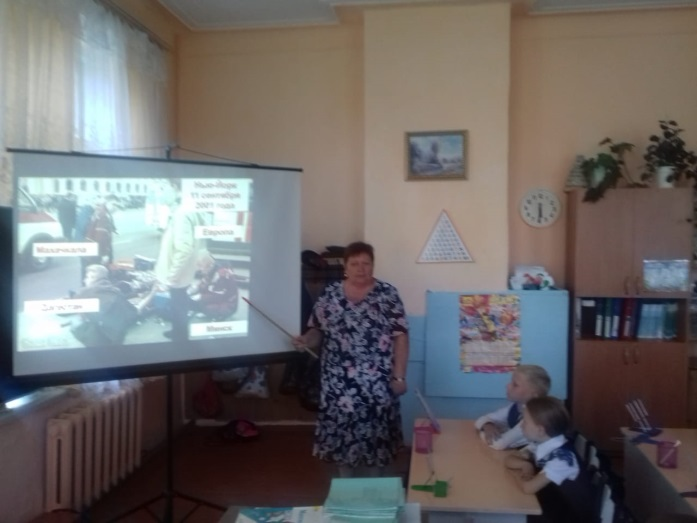 Нью-Йорк
11 сентября
2001 года
Европа
Махачкала
Дагестан
Минск